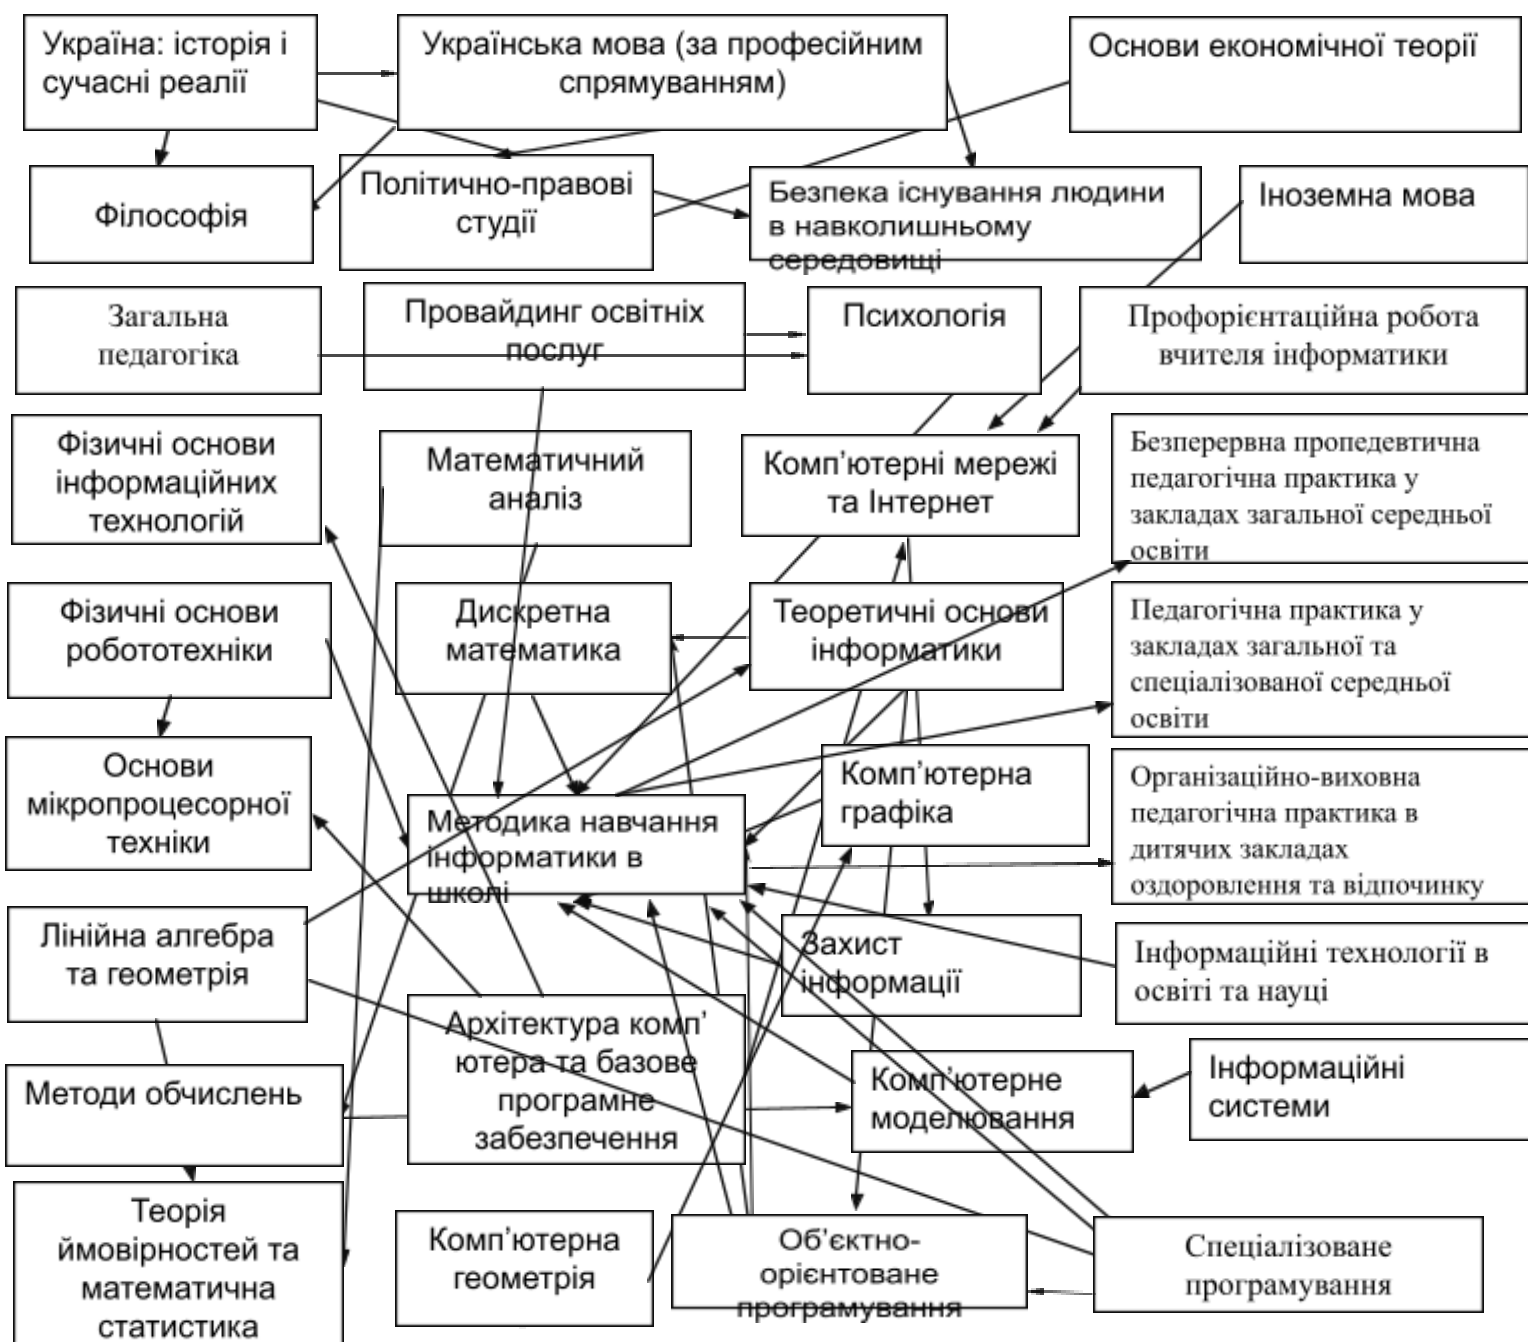 Україна: історія і
сучасні реалії
Українська мова (за професійним
спрямуванням)
Основи економічної теорії
Філософія
Політично-правові
студії
Безпека існування людини
в навколишньому
середовищі
Іноземна мова
Загальна
педагогіка
Провайдинг освітніх
послуг
Психологія
Профорієнтаційна робота
вчителя інформатики
Фізичні основи
інформаційних
технологій
Математичний
аналіз
Комп’ютерні мережі
та Інтернет
Безперервна пропедевтична
педагогічна практика у
закладах загальної середньої
освіти
Фізичні основи
робототехніки
Дискретна
математика
Теоретичні основи
інформатики
Педагогічна практика у
закладах загальної та
спеціалізованої середньої
освіти
Основи
мікропроцесорної
техніки
Методика навчання
інформатики в
школі
Комп’ютерна
графіка
Організаційно-виховна
педагогічна практика в
дитячих закладах
оздоровлення та відпочинку
Лінійна алгебра
та геометрія
Захист
інформації
Інформаційні технології в
освіті та науці
Методи обчислень
Архітектура комп’
ютера та базове
програмне
забезпечення
Комп’ютерне
моделювання
Інформаційні
системи
Теорія
ймовірностей та
математична
статистика
Комп’ютерна
геометрія
Об’єктно-
орієнтоване
програмування
Спеціалізоване
програмування